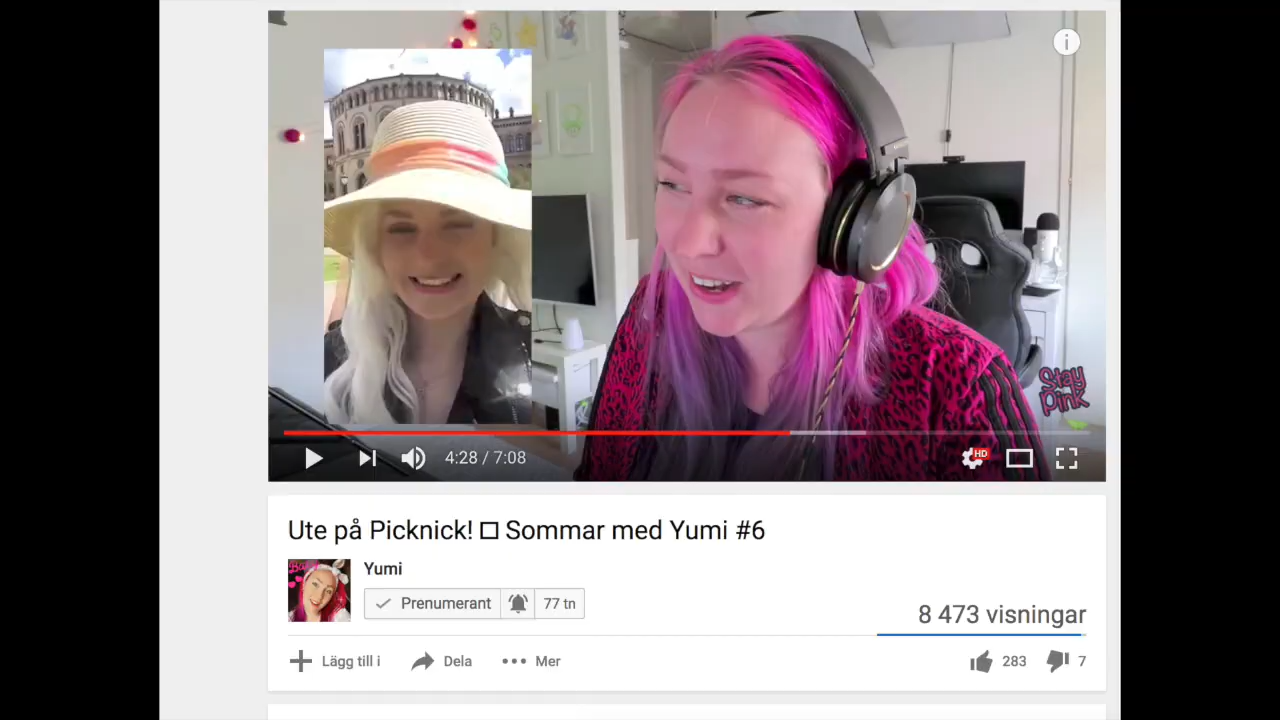 Stay
Pink
4:28 / 7:08
HD
Ute på Picknick! □ Sommar med Yumi #6
Yumi
Prenumerant 77 tn
8 473 visningar
Lägg till i Dela Mer 283 7